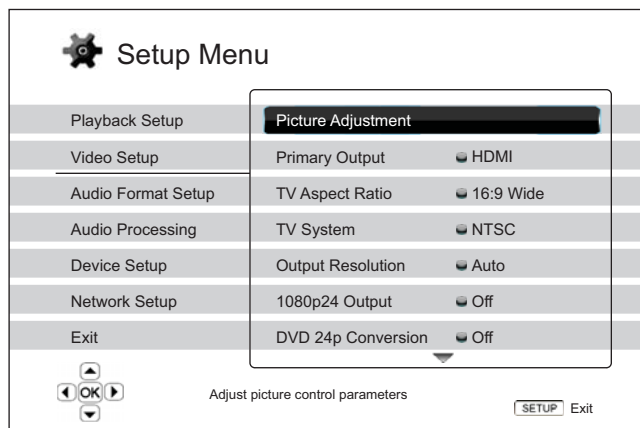 Setup Menu
Playback Setup
Picture Adjustment
Video Setup
Primary Output
HDMI
Audio Format Setup
TV Aspect Ratio
16:9 Wide
Audio Processing
TV System
NTSC
Device Setup
Output Resolution
Auto
Network Setup
1080p24 Output
Off
Exit
DVD 24p Conversion
Off
OK
Adjust picture control parameters
SETUP Exit